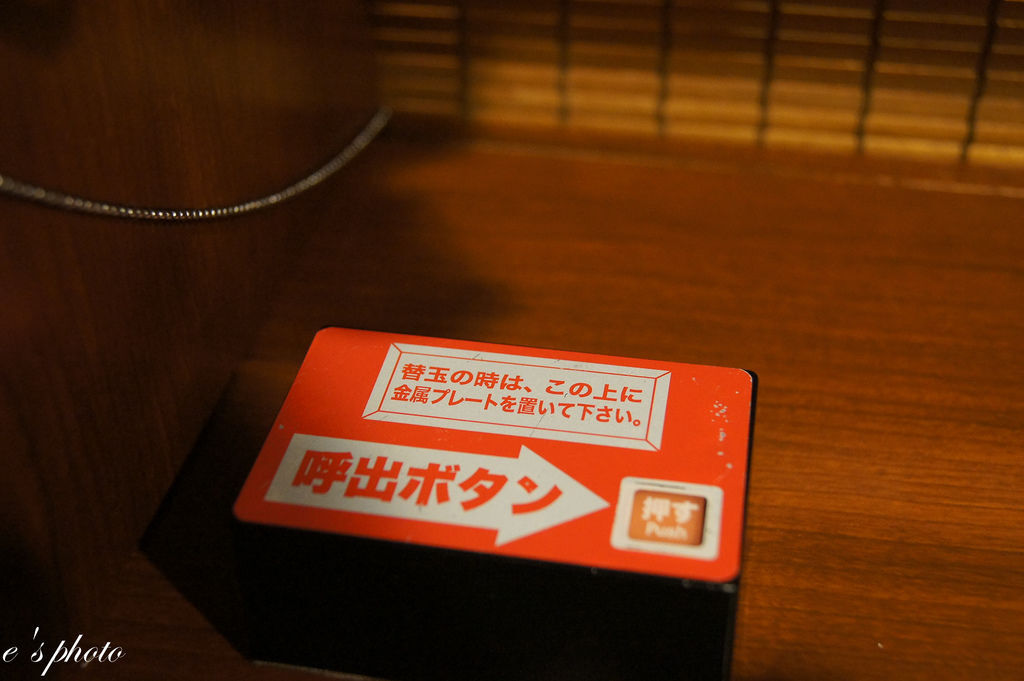 替玉の時は、この上に
金属プレートを置いて下さい。
呼出ボタン
押す
Push
e's photo